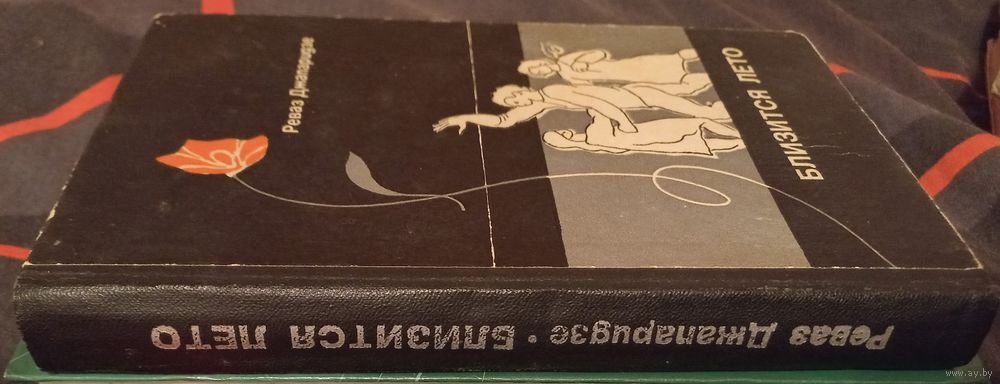 Реваз Джапаридзе
БЛИЗИТСЯ ЛЕТО
Реваз Джапаридзе · БЛИЗИТСЯ ЛЕТО
www.ay.by